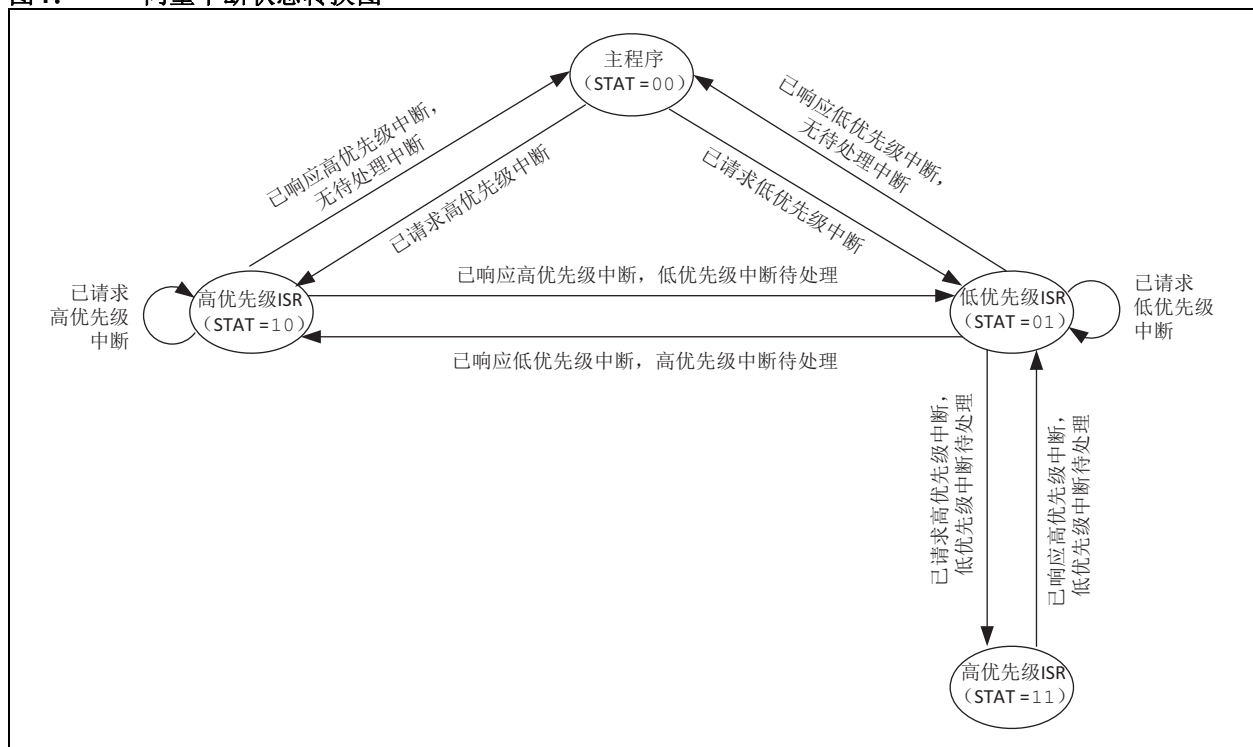 主程序
（STAT =00）
已响应高优先级中断，
无待处理中断
已请求高优先级中断
已请求低优先级中断
已响应低优先级中断，
无待处理中断
已请求
高优先级
中断
高优先级ISR
（STAT =10）
已响应高优先级中断，低优先级中断待处理
已响应低优先级中断，高优先级中断待处理
低优先级ISR
（STAT =01）
已请求
低优先级
中断
已请求高优先级中断，
低优先级中断待处理
已响应高优先级中断，
低优先级中断待处理
高优先级ISR
（STAT =11）